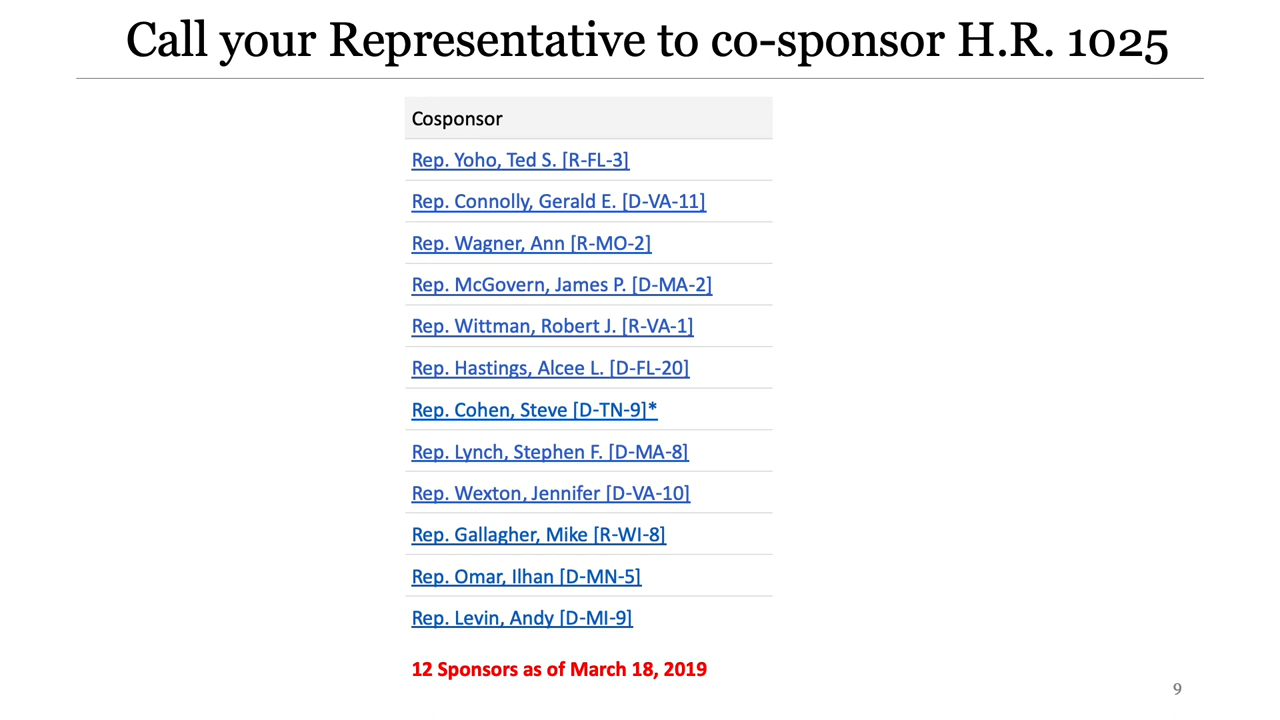 Call your Representative to co-sponsor H.R. 1025
Cosponsor
Rep. Yoho, Ted S. [R-FL-3]
Rep. Connolly, Gerald E. [D-VA-11]
Rep. Wagner, Ann [R-MO-2]
Rep. McGovern, James P. [D-MA-2]
Rep. Wittman, Robert J. [R-VA-1]
Rep. Hastings, Alcee L. [D-FL-20]
Rep. Cohen, Steve [D-TN-9]*
Rep. Lynch, Stephen F. [D-MA-8]
Rep. Wexton, Jennifer [D-VA-10]
Rep. Gallagher, Mike [R-WI-8]
Rep. Omar, Ilhan [D-MN-5]
Rep. Levin, Andy [D-MI-9]
12 Sponsors as of March 18, 2019
9